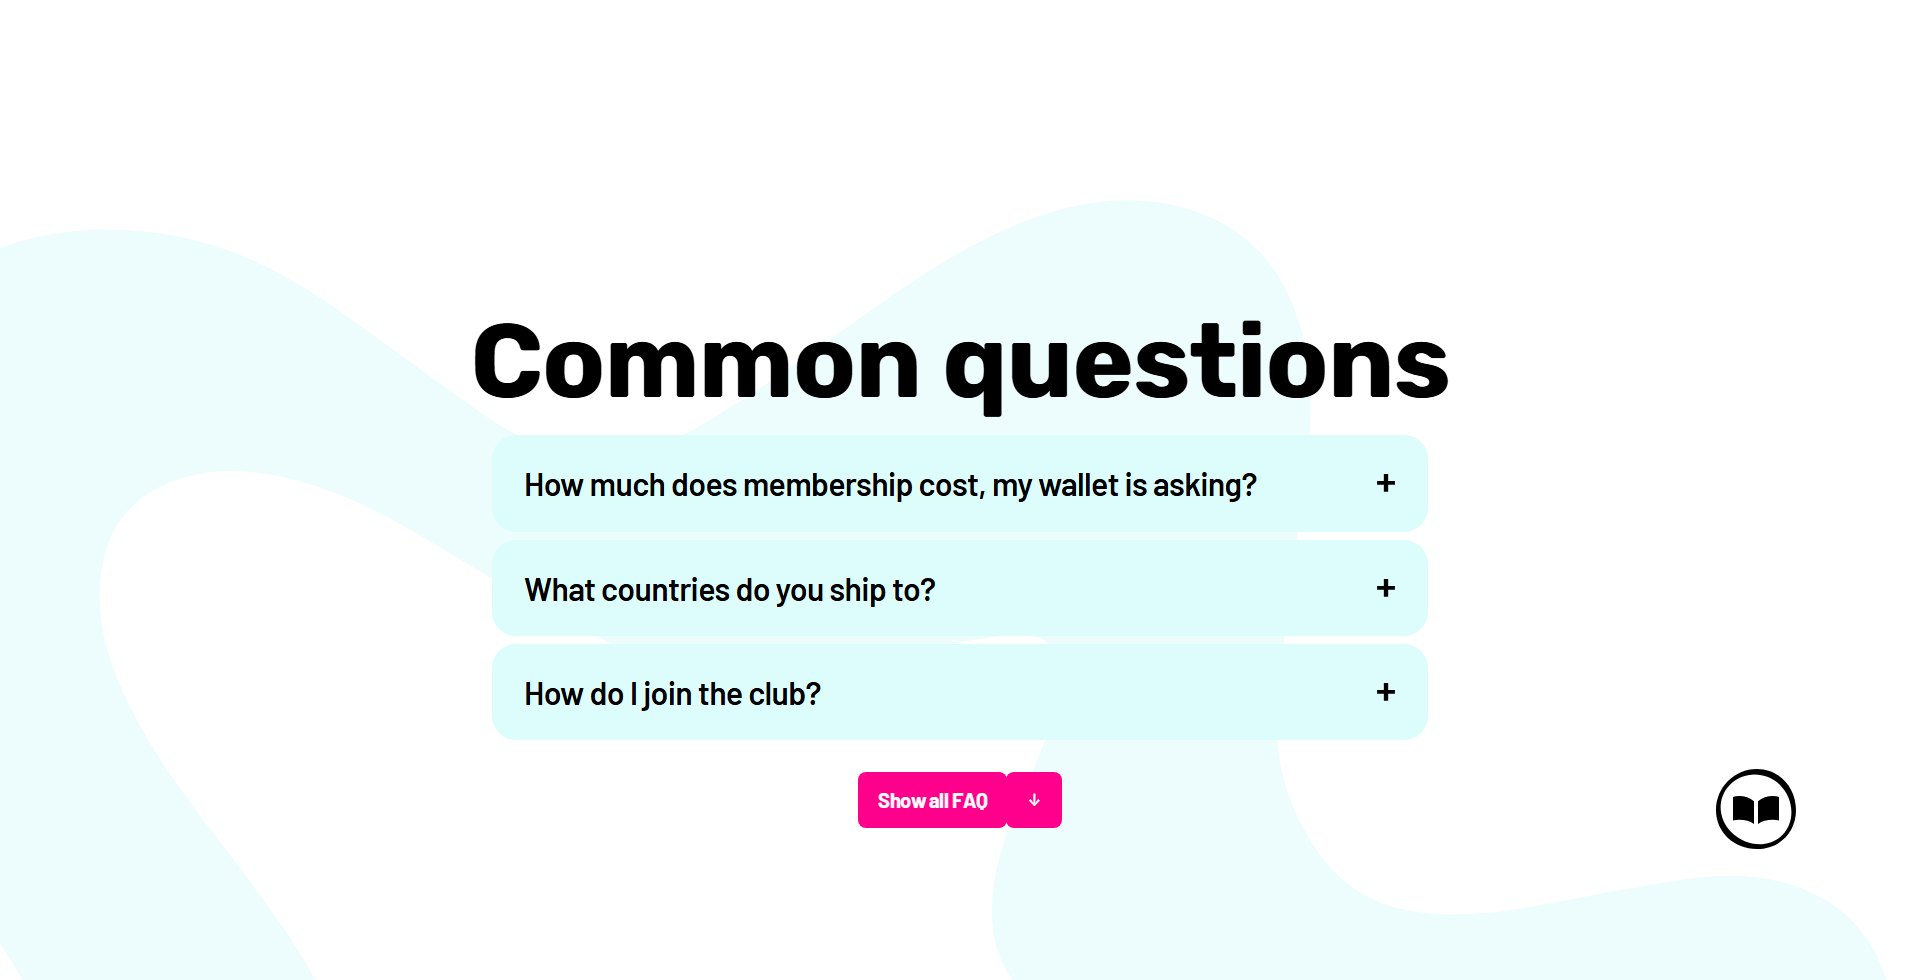 Common questions
How much does membership cost, my wallet is asking?
What countries do you ship to?
How do I join the club?
Show all FAQ